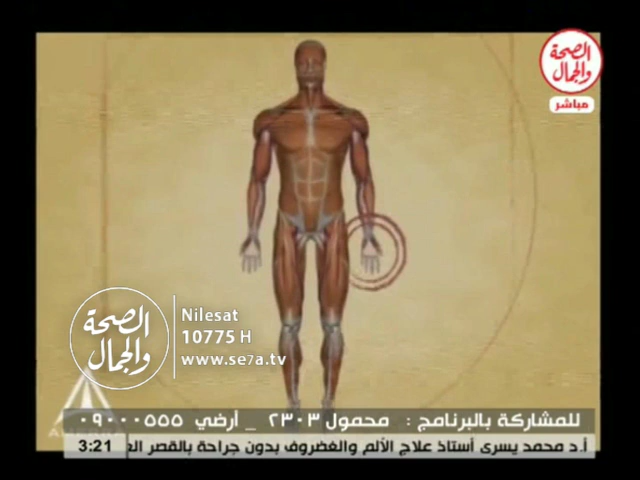 الصحة
والجمال
مباشر
الصحة
والجمال
Nilesat
10775 H
www.se7a.tv
للمشاركة بالبرنامج : محمول ٢٣٠٣ _ أرضي ٠٩٠٠٠٥٥٥
3:21
أ.د محمد يسرى أستاذ علاج الألم والغضروف بدون جراحة بالقصر